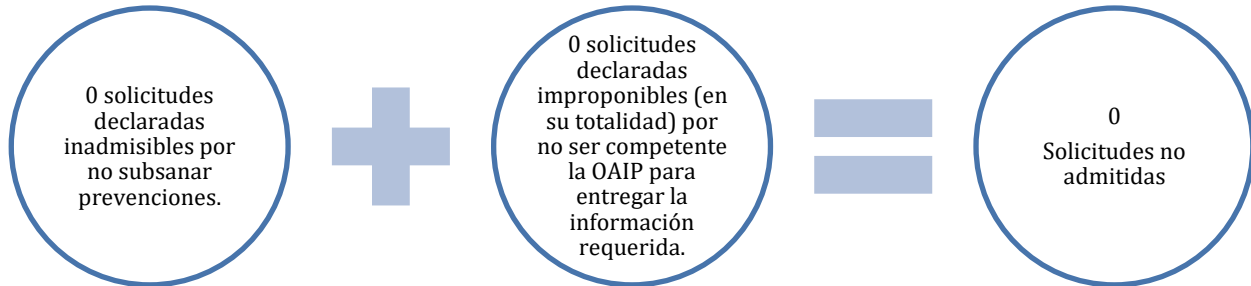 0 solicitudes
declaradas
inadmisibles por
no subsanar
prevenciones.
0 solicitudes
declaradas
improponibles (en
su totalidad) por
no ser competente
la OAIP para
entregar la
información
requerida.
0
Solicitudes no
admitidas